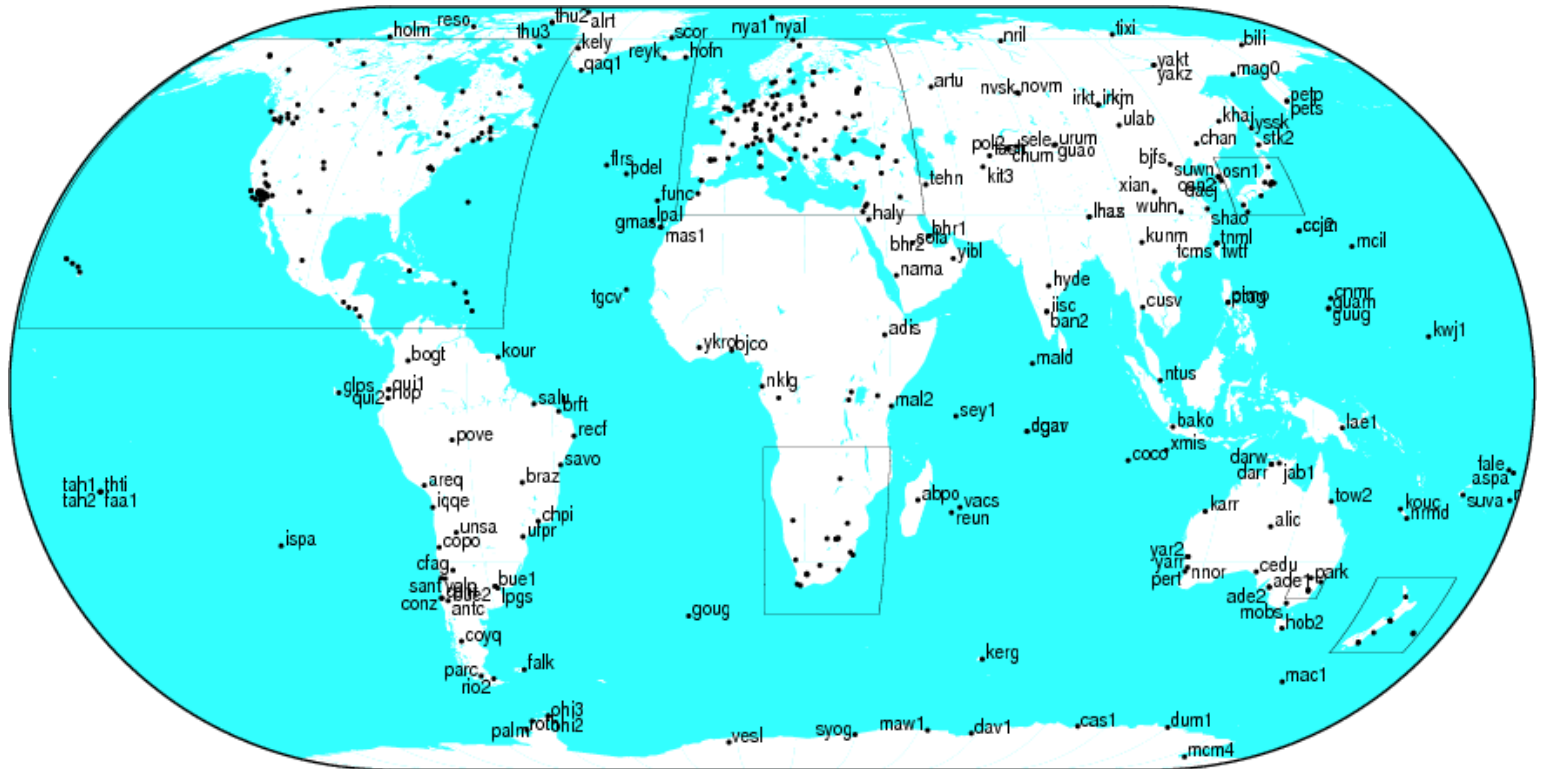 thu2 alrt
reso
holm
thu3
kely
qaq1
scor
reyk hofn
nya1 nyal
nril
tixi
bili
yakt
yakz
mag0
artu
nvsk novm
irkt irkjm
petp
pets
ulab
khaj
yssk
stk2
chan
pol2
sele urum
chum guao
kit3
bjfs
suwn osn1
daej
flrs
pdel
tehn
xian
func
gmas lpal
mas1
haly
lhaz
wuhn
shao
bhr1
bhr2
yibl
kunm
tnml
tcms twtf
mcil
nama
hyde
tgcv
iisc
ban2
cusv
cnmr
guam
guug
adis
kwj1
bogt
kour
ykro bjco
mald
glps qui1
qui2 riop
nklg
ntus
salu
brft
mal2
sey1
recf
dgav
bako
lae1
pove
xmis
coco
savo
darw
darr jab1
fale
aspa
tah1 thti
tah2 faa1
areq
braz
iqqe
abpo
vacs
reun
karr
tow2
kouc
nrmd
suva
chpi
unsa
ufpr
alic
ispa
copo
yar2
yarr
pert nnor
cfag
cedu
park
ade1
sant
bue1
lpgs
conz
antc
ade2
mobs
hob2
goug
coyq
kerg
parc
falk
rio2
mac1
ohi3
palm
vesl
syog
maw1
dav1
cas1
dum1
mcm4